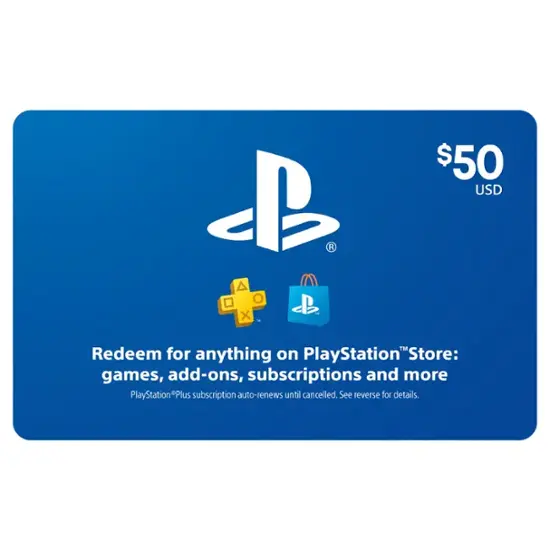 $50
USD
®
Redeem for anything on PlayStation™Store:
games, add-ons, subscriptions and more
PlayStation®Plus subscription auto-renews until cancelled. See reverse for details.